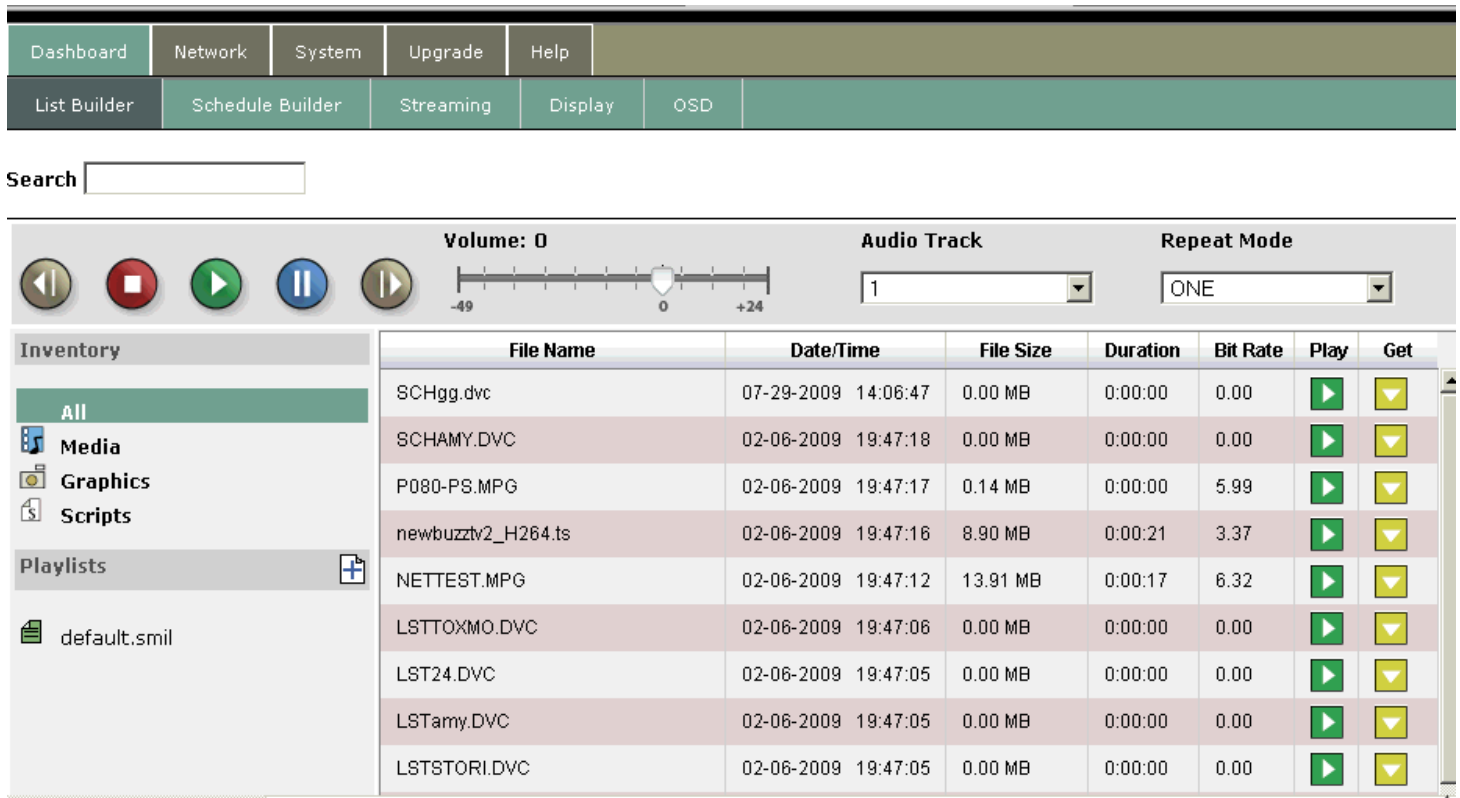 Dashboard Network System Upgrade Help
List Builder Schedule Builder Streaming Display OSD
Search
Volume: 0 Audio Track Repeat Mode
1 ONE
-49 0 +24
Inventory
All
Media
Graphics
Scripts
Playlists
default.smil
File Name Date/Time File Size Duration Bit Rate Play Get
SCHgg.dvc 07-29-2009 14:06:47 0.00 MB 0:00:00 0.00
SCHAMY.DVC 02-06-2009 19:47:18 0.00 MB 0:00:00 0.00
P080-PS.MPG 02-06-2009 19:47:17 0.14 MB 0:00:00 5.99
newbuzztv2_H264.ts 02-06-2009 19:47:16 8.90 MB 0:00:21 3.37
NETTEST.MPG 02-06-2009 19:47:12 13.91 MB 0:00:17 6.32
LSTTOXMO.DVC 02-06-2009 19:47:06 0.00 MB 0:00:00 0.00
LST24.DVC 02-06-2009 19:47:05 0.00 MB 0:00:00 0.00
LSTamy.DVC 02-06-2009 19:47:05 0.00 MB 0:00:00 0.00
LSTSTORI.DVC 02-06-2009 19:47:05 0.00 MB 0:00:00 0.00